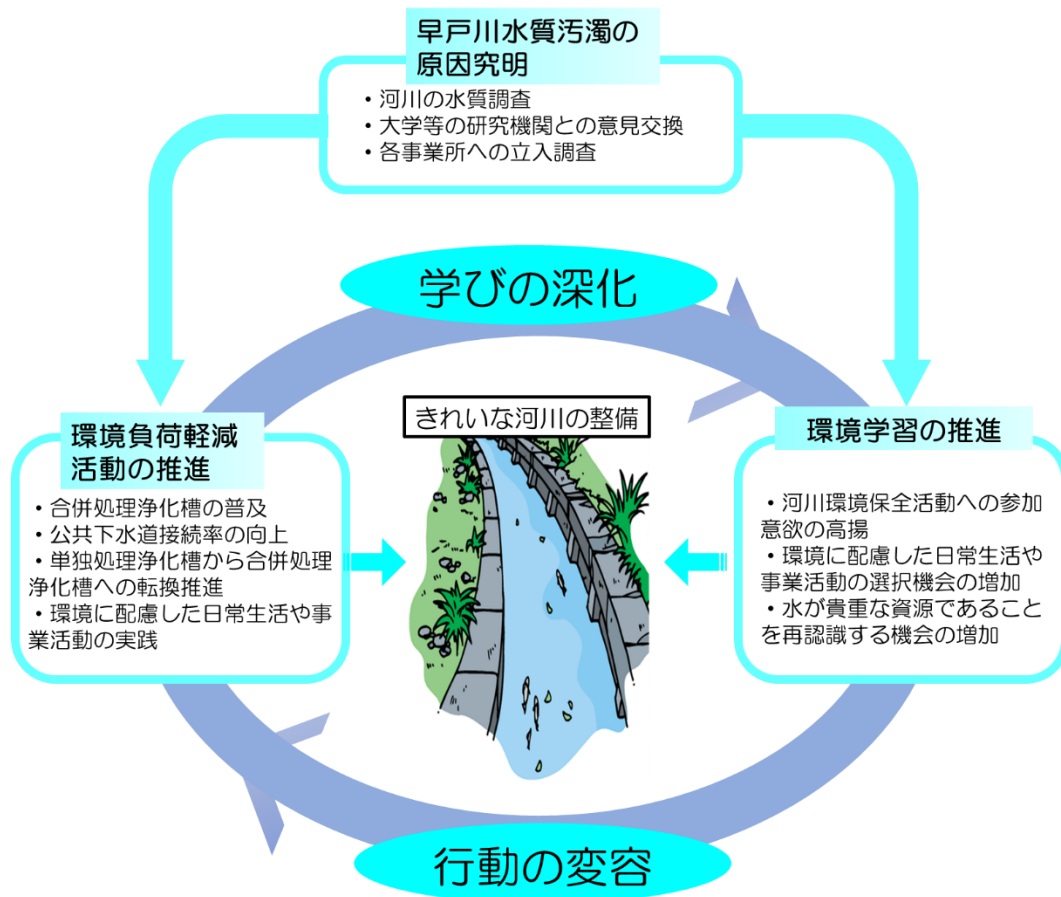 早戸川水質汚濁の
原因究明
・河川の水質調査
・大学等の研究機関との意見交換
・各事業所への立入調査
学びの深化
きれいな河川の整備
環境負荷軽減
活動の推進
・合併処理浄化槽の普及
・公共下水道接続率の向上
・単独処理浄化槽から合併処理
浄化槽への転換推進
・環境に配慮した日常生活や事
業活動の実践
環境学習の推進
・河川環境保全活動への参加
意欲の高揚
・環境に配慮した日常生活や
事業活動の選択機会の増加
・水が貴重な資源であること
を再認識する機会の増加
行動の変容